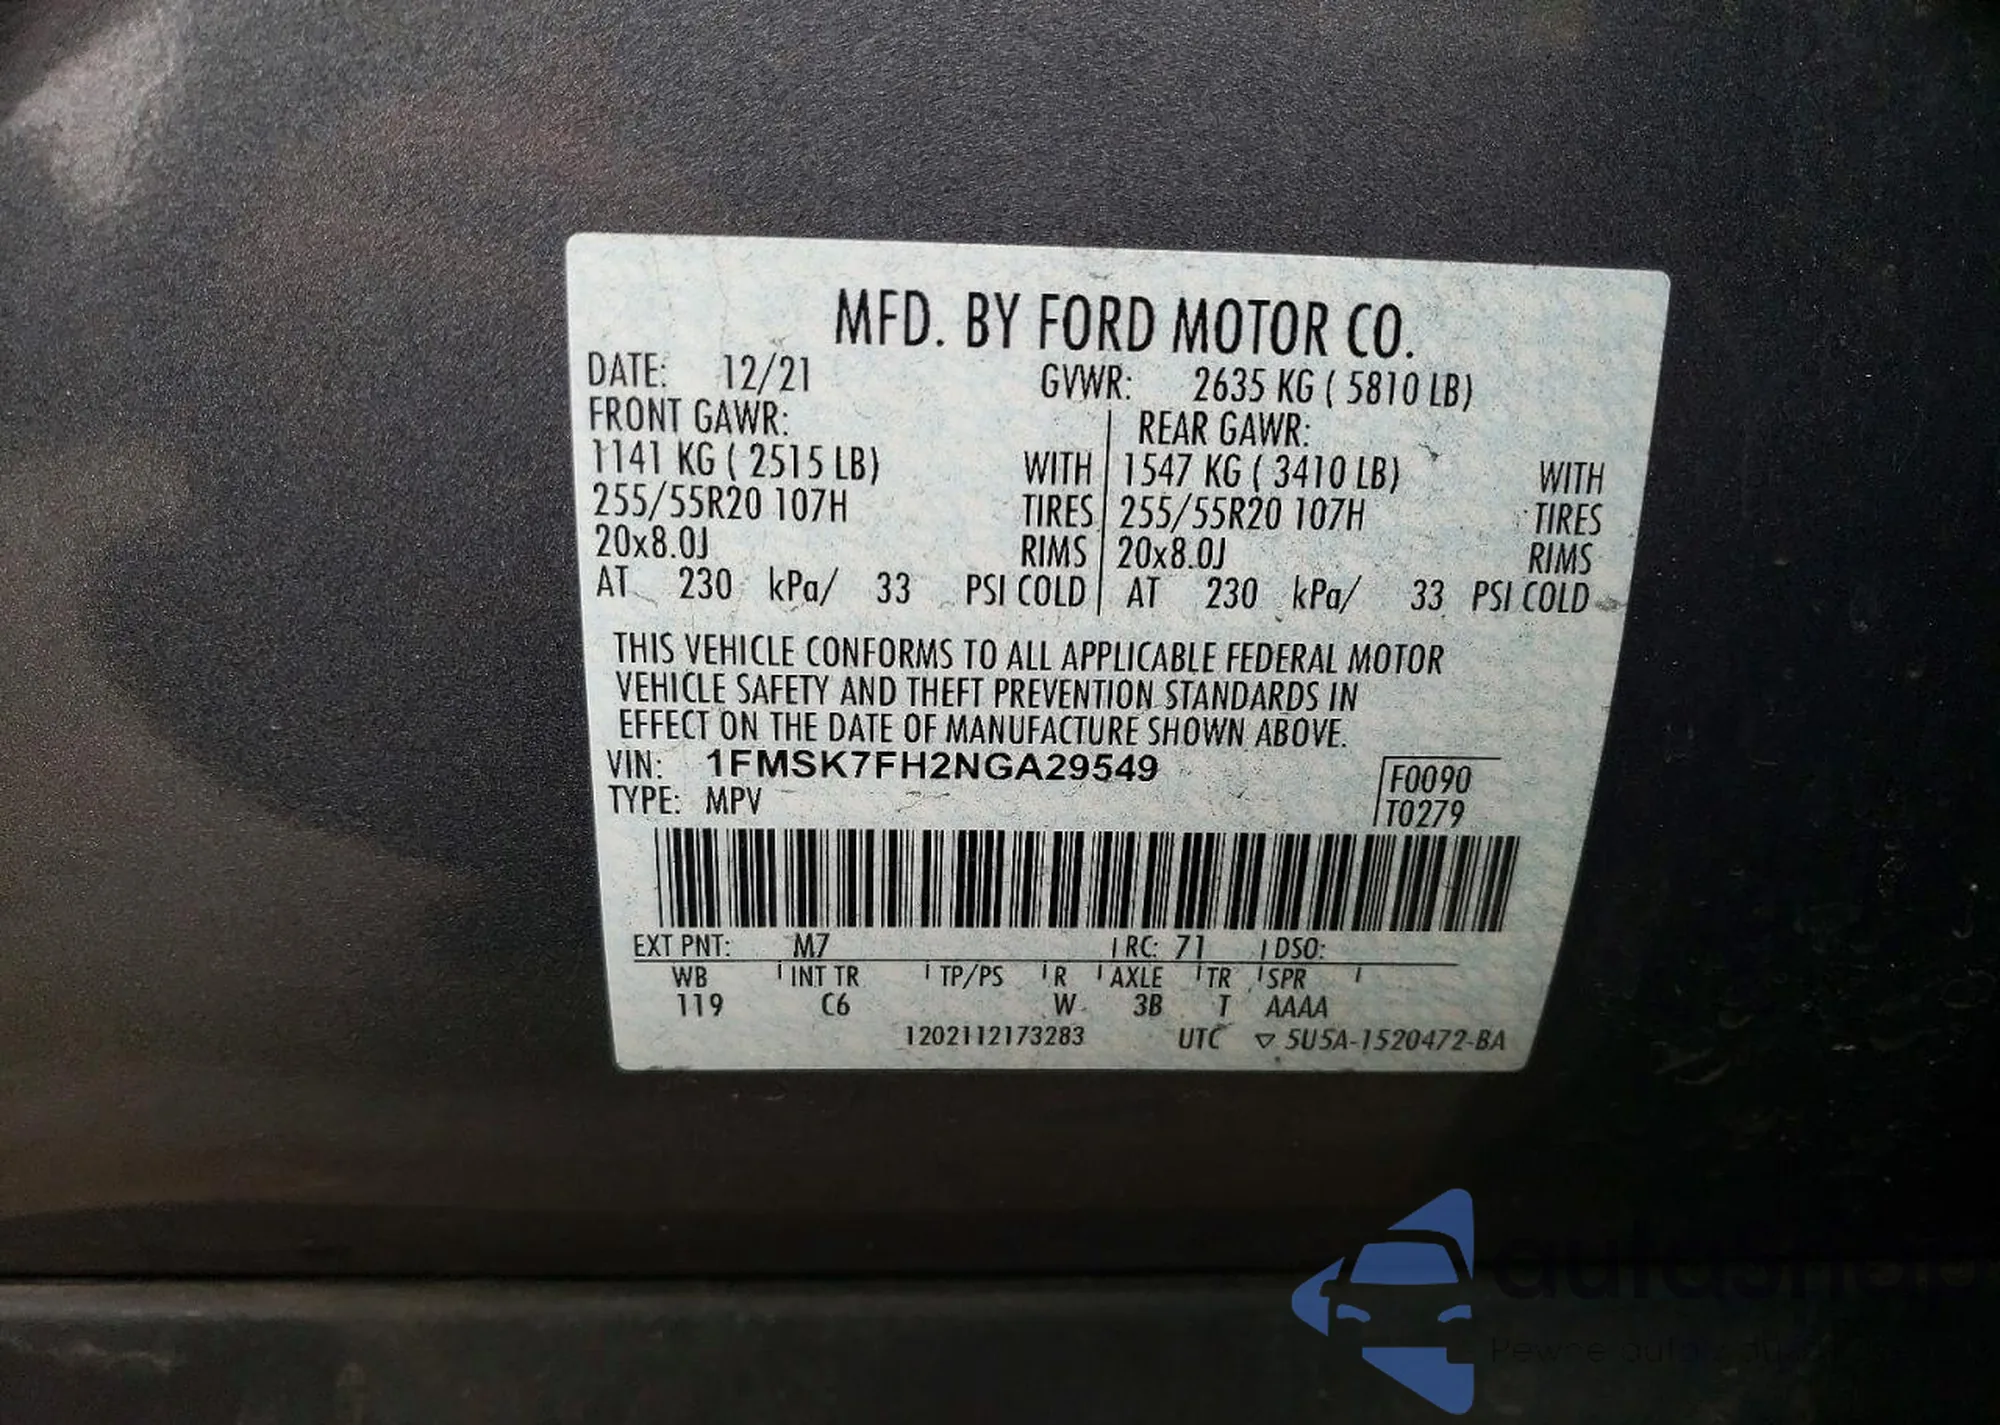 MFD. BY FORD MOTOR CO.
DATE: 12/21 GVWR: 2635 KG ( 5810 LB)
FRONT GAWR: REAR GAWR:
1141 KG ( 2515 LB) WITH 1547 KG ( 3410 LB) WITH
255/55R20 107H TIRES 255/55R20 107H TIRES
20x8.0J RIMS 20x8.0J RIMS
AT 230 kPa/ 33 PSI COLD AT 230 kPa/ 33 PSI COLD
THIS VEHICLE CONFORMS TO ALL APPLICABLE FEDERAL MOTOR
VEHICLE SAFETY AND THEFT PREVENTION STANDARDS IN
EFFECT ON THE DATE OF MANUFACTURE SHOWN ABOVE.
VIN: 1FMSK7FH2NGA29549 F0090
TYPE: MPV T0279
EXT PNT: M7 RC: 71 DSO:
WB INT TR TP/PS R AXLE TR SPR
119 C6 W 3B T AAAA
1202112173283 UTC ▽ 5U5A-1520472-BA